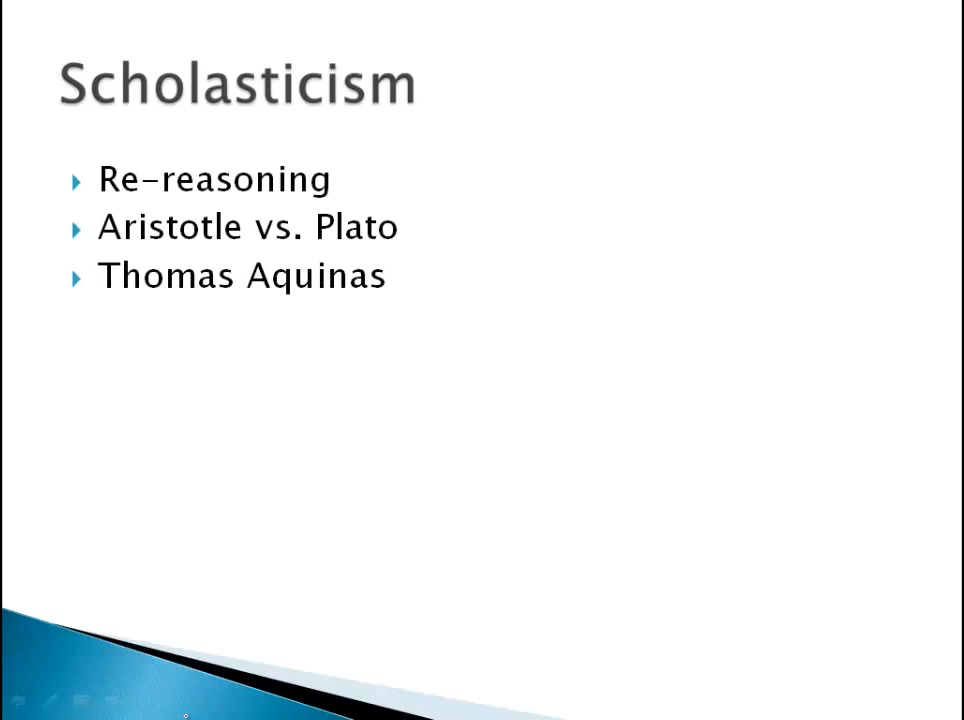 Scholasticism
Re-reasoning
Aristotle vs. Plato
Thomas Aquinas